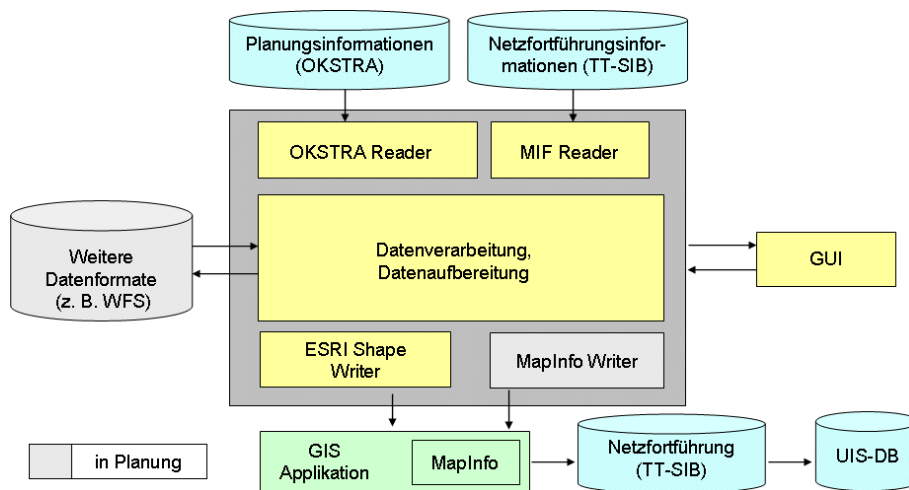 Planungsinformationen
(OKSTRA)
Netzfortführungsinfor-
mationen (TT-SIB)
OKSTRA Reader
MIF Reader
Weitere
Datenformate
(z. B. WFS)
Datenverarbeitung,
Datenaufbereitung
GUI
ESRI Shape
Writer
MapInfo Writer
in Planung
GIS
Applikation
MapInfo
Netzfortführung
(TT-SIB)
UIS-DB